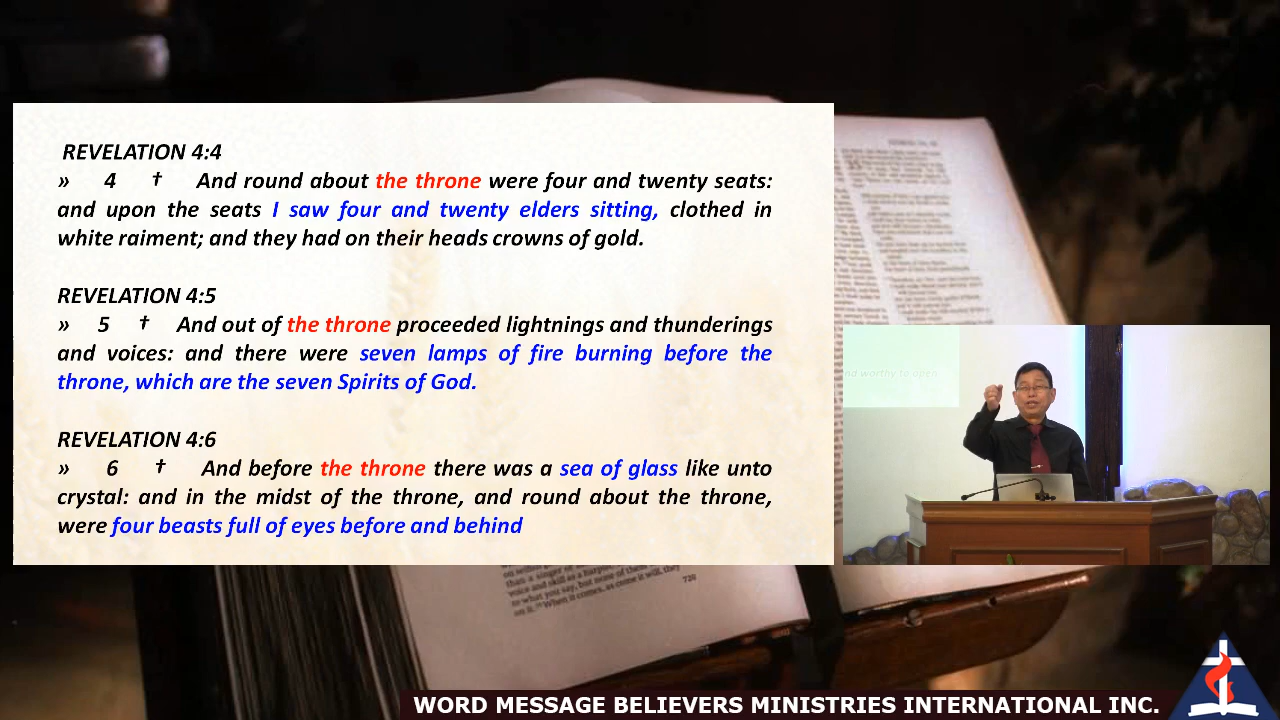 REVELATION 4:4
» 4 † And round about the throne were four and twenty seats:
and upon the seats I saw four and twenty elders sitting, clothed in
white raiment; and they had on their heads crowns of gold.
REVELATION 4:5
» 5 † And out of the throne proceeded lightnings and thunderings
and voices: and there were seven lamps of fire burning before the
throne, which are the seven Spirits of God.
REVELATION 4:6
» 6 † And before the throne there was a sea of glass like unto
crystal: and in the midst of the throne, and round about the throne,
were four beasts full of eyes before and behind
nd worthy to open
720
WORD MESSAGE BELIEVERS MINISTRIES INTERNATIONAL INC.